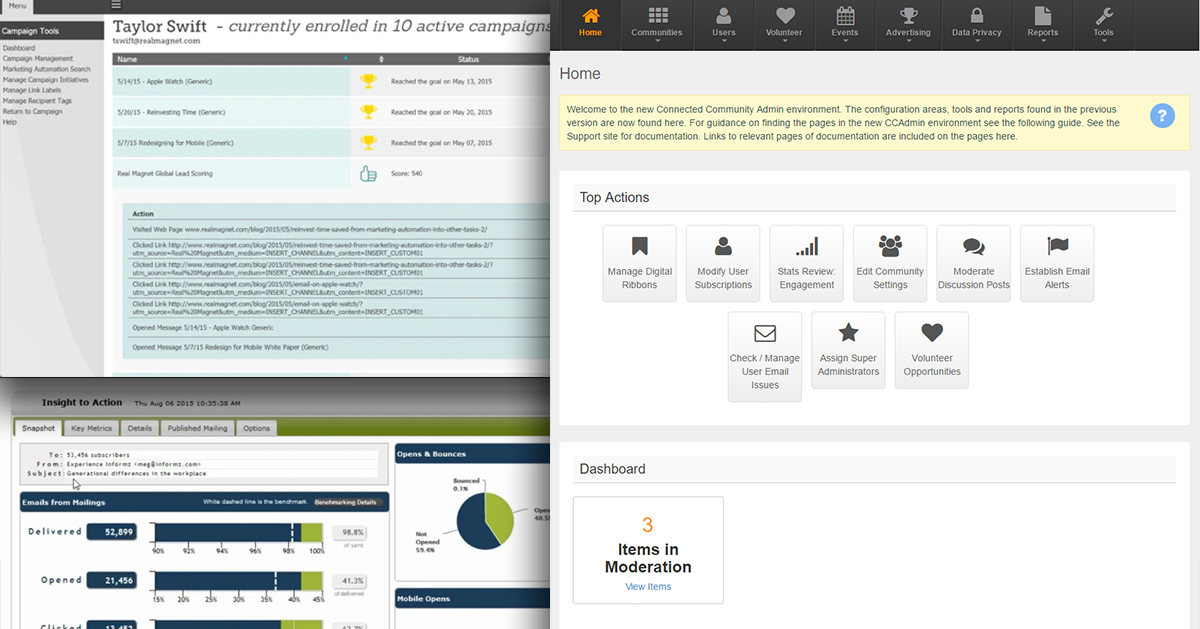 Menu
Campaign Tools
Dashboard
Campaign Management
Marketing Automation Search
Manage Campaign Initiatives
Manage Link Labels
Manage Recipient Tags
Return to Campaign
Help
Taylor Swift - currently enrolled in 10 active campaigns
tswift@realmagnet.com
Name Status
5/14/15 - Apple Watch (Generic) Reached the goal on May 13, 2015
5/20/15 - Reinvesting Time (Generic) Reached the goal on May 20, 2015
5/7/15 Redesigning for Mobile (Generic) Reached the goal on May 07, 2015
Real Magnet Global Lead Scoring Score: 540
Action
Visited Web Page www.realmagnet.com/blog/2015/05/reinvest-time-saved-from-marketing-automation-into-other-tasks-2/
Clicked Link http://www.realmagnet.com/blog/2015/05/reinvest-time-saved-from-marketing-automation-into-other-tasks-2/?
utm_source=Real%20Magnet&utm_medium=INSERT_CHANNEL&utm_content=INSERT_CUSTOM01
Clicked Link http://www.realmagnet.com/blog/2015/05/reinvest-time-saved-from-marketing-automation-into-other-tasks-2/?
utm_source=Real%20Magnet&utm_medium=INSERT_CHANNEL&utm_content=INSERT_CUSTOM01
Clicked Link http://www.realmagnet.com/blog/2015/05/email-on-apple-watch/?
utm_source=Real%20Magnet&utm_medium=INSERT_CHANNEL&utm_content=INSERT_CUSTOM01
Clicked Link http://www.realmagnet.com/blog/2015/05/email-on-apple-watch/?
utm_source=Real%20Magnet&utm_medium=INSERT_CHANNEL&utm_content=INSERT_CUSTOM01
Opened Message 5/14/15 - Apple Watch Generic
Opened Message 5/7/15 Redesign for Mobile White Paper (Generic)
Insight to Action Thu Aug 06 2015 10:35:38 AM
Snapshot Key Metrics Details Published Mailing Options
To: 53,456 subscribers
From: Experience Informz <meg@informz.com>
Subject: Generational differences in the workplace
Emails from Mailings White dashed line is the benchmark. Benchmarking Details
Delivered 52,899 98.8%
of sent
90% 92% 94% 96% 98% 100%
Opened 21,456 41.3%
of delivered
15% 20% 25% 30% 35% 40% 45%
Clicked
Opens & Bounces
Bounced
0.1%
Not
Opened
59.4%
Open
40.5%
Mobile Opens
Home Communities Users Volunteer Events Advertising Data Privacy Reports Tools
Home
Welcome to the new Connected Community Admin environment. The configuration areas, tools and reports found in the previous
version are now found here. For guidance on finding the pages in the new CCAdmin environment see the following guide. See the
Support site for documentation. Links to relevant pages of documentation are included on the pages here.
?
Top Actions
Manage Digital
Ribbons
Modify User
Subscriptions
Stats Review:
Engagement
Edit Community
Settings
Moderate
Discussion Posts
Establish Email
Alerts
Check / Manage
User Email
Issues
Assign Super
Administrators
Volunteer
Opportunities
Dashboard
3
Items in
Moderation
View Items